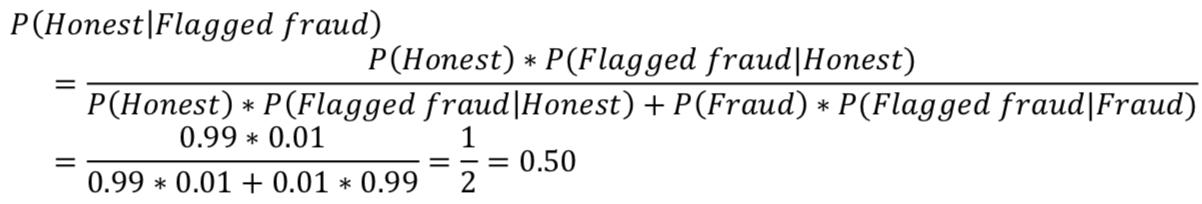 P(Honest|Flagged fraud)
= P(Honest) * P(Flagged fraud|Honest) / P(Honest) * P(Flagged fraud|Honest) + P(Fraud) * P(Flagged fraud|Fraud)
= 0.99 * 0.01 / 0.99 * 0.01 + 0.01 * 0.99 = 1 / 2 = 0.50